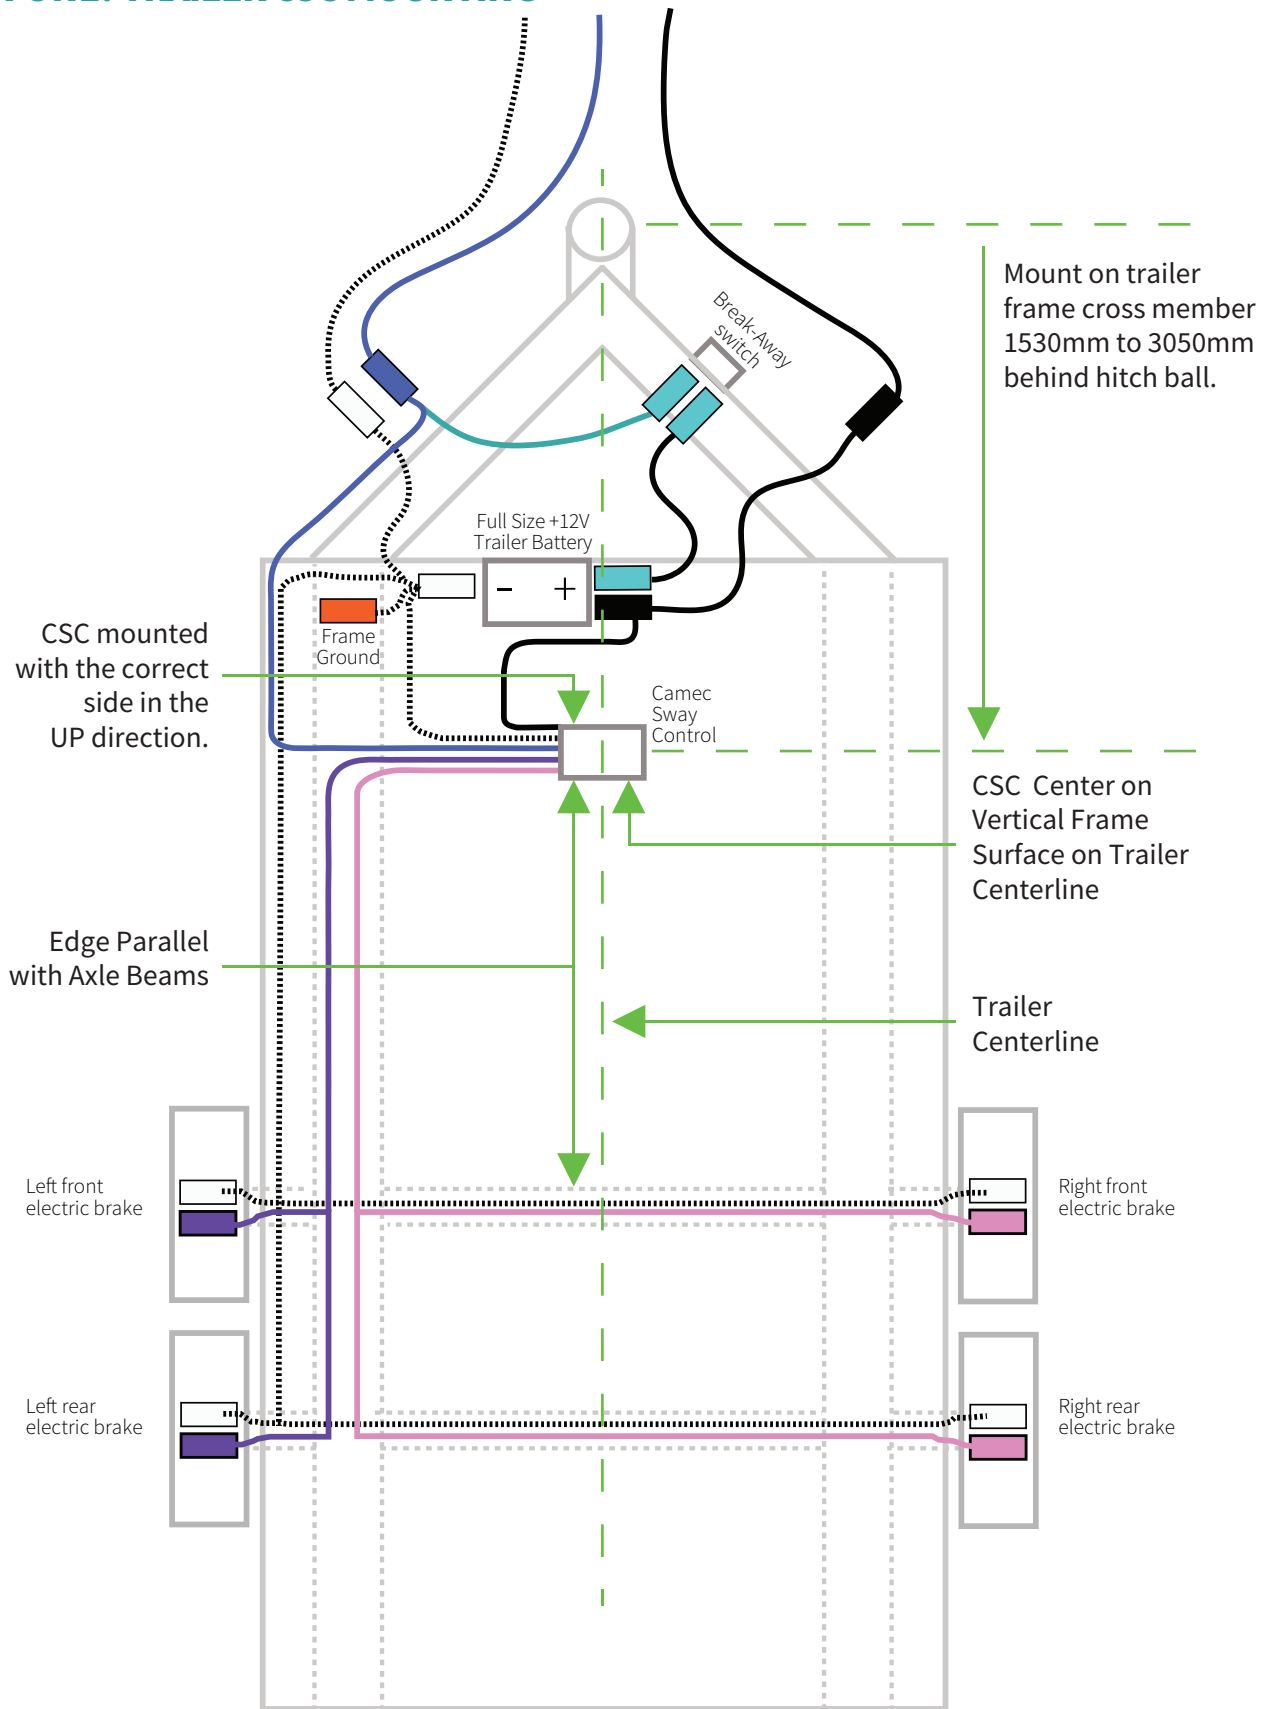 Mount on trailer
frame cross member
1530mm to 3050mm
behind hitch ball.
Break-Away
switch
Full Size +12V
Trailer Battery
- +
Frame
Ground
CSC mounted
with the correct
side in the
UP direction.
Camec
Sway
Control
CSC Center on
Vertical Frame
Surface on Trailer
Centerline
Edge Parallel
with Axle Beams
Trailer
Centerline
Left front
electric brake
Right front
electric brake
Left rear
electric brake
Right rear
electric brake